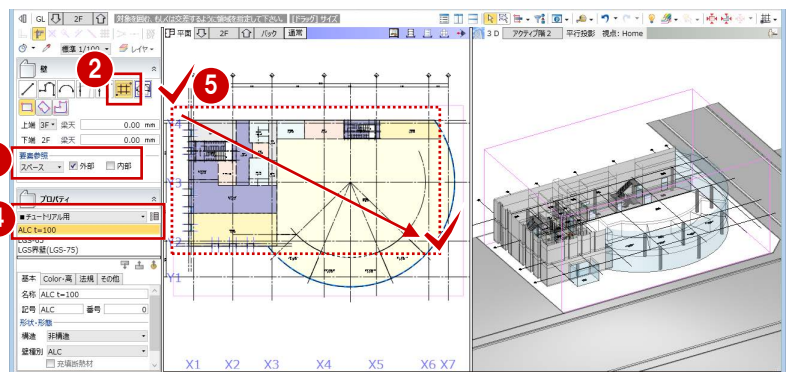 GL 2F 対象を囲む、もしくは交差するように領域を指定して下さい。 [ドラッグ] サイズ
標準 1/100 レイヤー
平面 2F バック 通常
3D アクティブ階2 平行投影 視点: Home
壁
2
5
上端 3F 梁天 0.00 mm
下端 2F 梁天 0.00 mm
要素参照
スペース 外部 内部
プロパティ
■チュートリアル用
4
ALC t=100
LGS-65
LGS界壁(LGS-75)
基本 Color・高 法規 その他
名称 ALC t=100
記号 ALC 番号 0
形状・形態
構造 非構造
壁種別 ALC
充填断熱材
Y4
Y3
Y2
Y1
X1 X2 X3 X4 X5 X6 X7